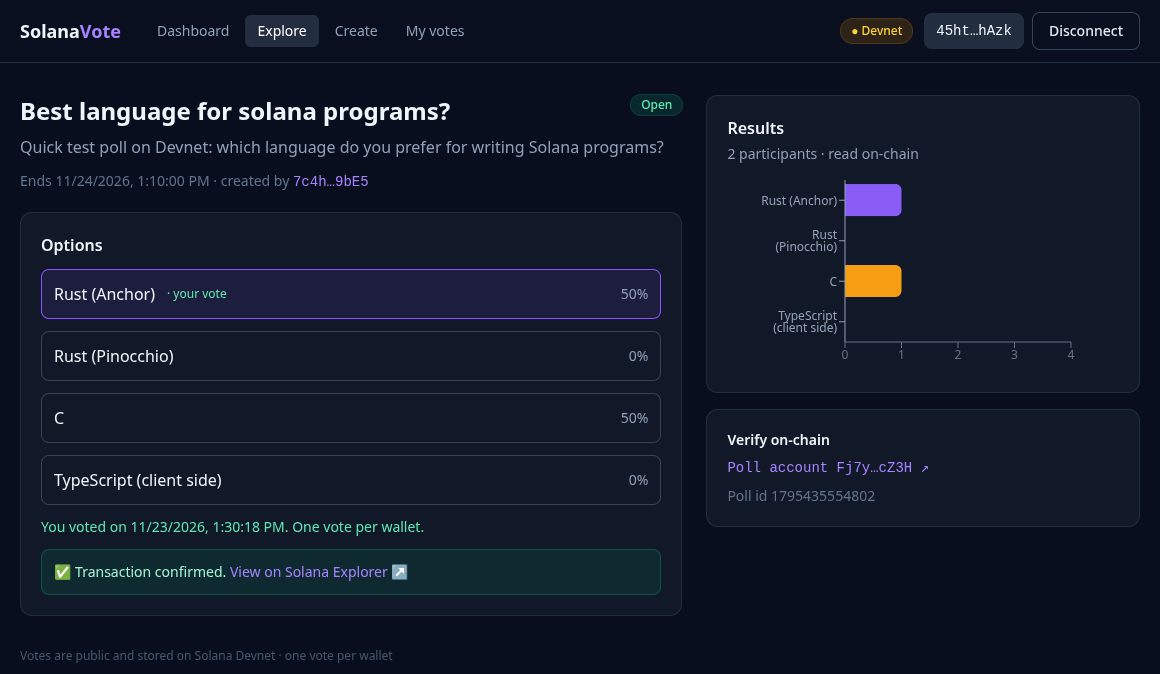 SolanaVote Dashboard Explore Create My votes ● Devnet 45ht…hAzk Disconnect
Best language for solana programs? Open
Quick test poll on Devnet: which language do you prefer for writing Solana programs?
Ends 11/24/2026, 1:10:00 PM · created by 7c4h…9bE5
Options
Rust (Anchor) · your vote 50%
Rust (Pinocchio) 0%
C 50%
TypeScript (client side) 0%
You voted on 11/23/2026, 1:30:18 PM. One vote per wallet.
✅ Transaction confirmed. View on Solana Explorer ↗️
Results
2 participants · read on-chain
Rust (Anchor)
Rust
(Pinocchio)
C
TypeScript
(client side)
0 1 2 3 4
Verify on-chain
Poll account Fj7y…cZ3H ↗
Poll id 1795435554802
Votes are public and stored on Solana Devnet · one vote per wallet